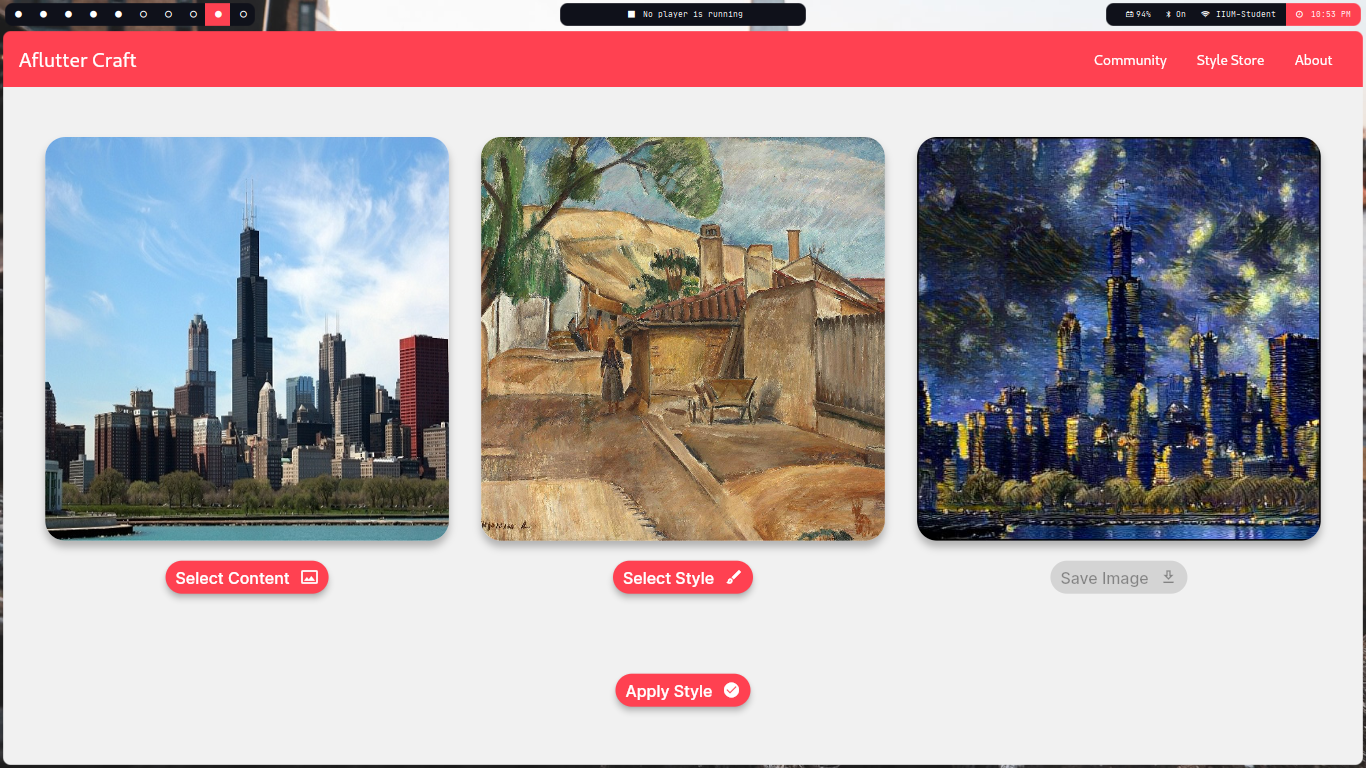 No player is running
94%
On
IIUM-Student
10:53 PM
Aflutter Craft
Community
Style Store
About
Select Content
Select Style
Save Image
Apply Style